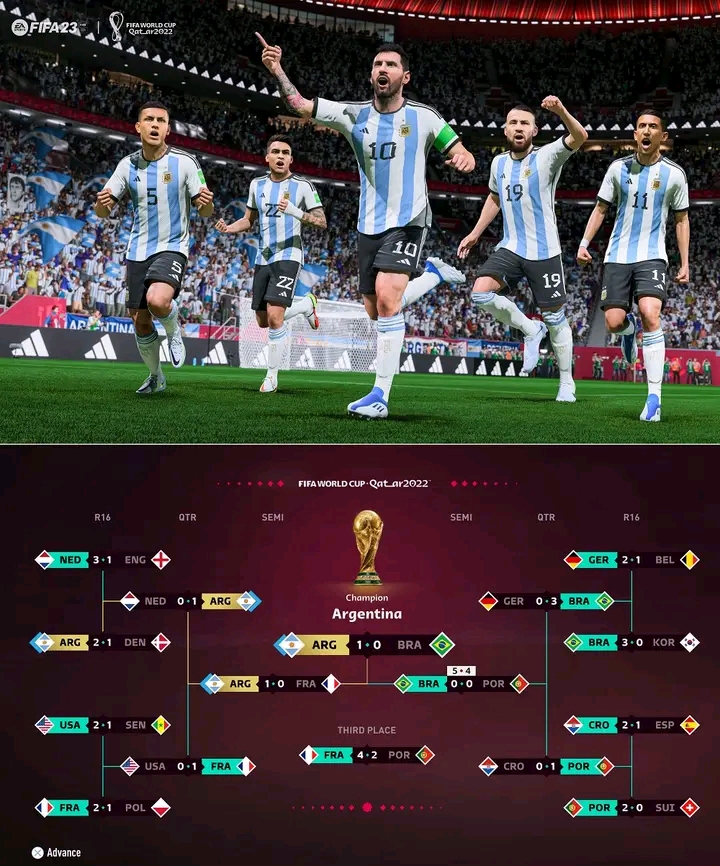 EA SPORTS FIFA 23 | FIFA WORLD CUP Qatar2022
10
5
22
19
11
5
22
10
19
11
ARGENTINA
FIFA WORLD CUP · Qatar2022
R16 QTR SEMI SEMI QTR R16
NED 3 · 1 ENG
GER 2 · 1 BEL
Champion
NED 0 · 1 ARG
GER 0 · 3 BRA
Argentina
ARG 2 · 1 DEN
ARG 1 · 0 BRA
BRA 3 · 0 KOR
5 · 4
ARG 1 · 0 FRA
BRA 0 · 0 POR
USA 2 · 1 SEN
THIRD PLACE
CRO 2 · 1 ESP
FRA 4 · 2 POR
USA 0 · 1 FRA
CRO 0 · 1 POR
FRA 2 · 1 POL
POR 2 · 0 SUI
Advance